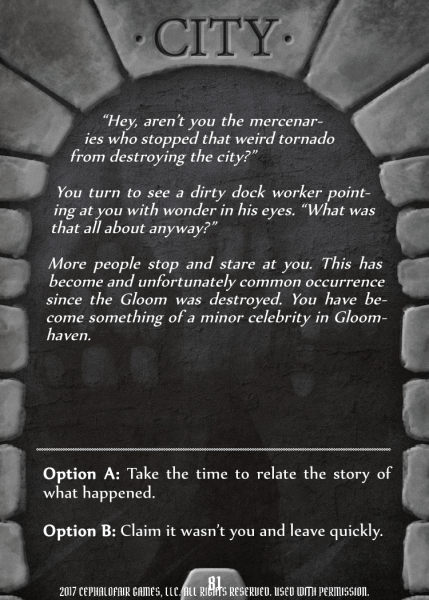 · CITY ·
“Hey, aren’t you the mercenar-
ies who stopped that weird tornado
from destroying the city?”
You turn to see a dirty dock worker point-
ing at you with wonder in his eyes. “What was
that all about anyway?”
More people stop and stare at you. This has
become and unfortunately common occurrence
since the Gloom was destroyed. You have be-
come something of a minor celebrity in Gloom-
haven.
Option A: Take the time to relate the story of
what happened.
Option B: Claim it wasn’t you and leave quickly.
81
2017 CEPHALOFAIR GAMES, LLC. ALL RIGHTS RESERVED. USED WITH PERMISSION.